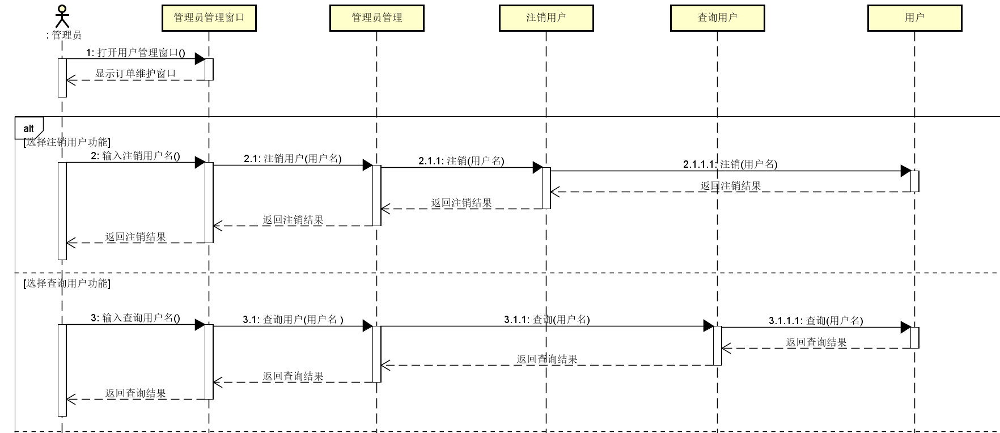 管理员管理窗口
管理员管理
注销用户
查询用户
用户
: 管理员
1: 打开用户管理窗口()
显示订单维护窗口
alt
[选择注销用户功能]
2: 输入注销用户名()
2.1: 注销用户(用户名)
2.1.1: 注销(用户名)
2.1.1.1: 注销(用户名)
返回注销结果
返回注销结果
返回注销结果
返回注销结果
[选择查询用户功能]
3: 输入查询用户名()
3.1: 查询用户(用户名 )
3.1.1: 查询(用户名)
3.1.1.1: 查询(用户名)
返回查询结果
返回查询结果
返回查询结果
返回查询结果